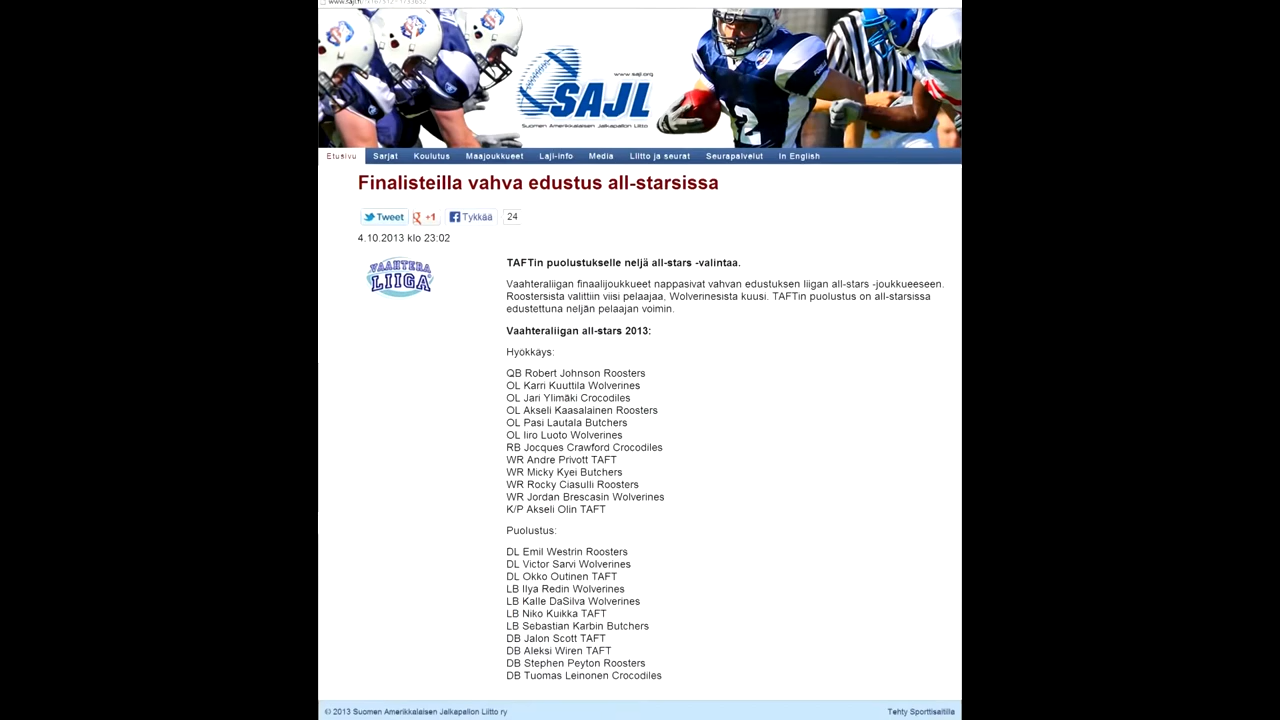 www.sajl.org
SAJL
Suomen Amerikkalaisen Jalkapallon Liitto
Etusivu Sarjat Koulutus Maajoukkueet Laji-info Media Liitto ja seurat Seurapalvelut In English
Finalisteilla vahva edustus all-starsissa
Tweet +1 Tykkää 24
4.10.2013 klo 23:02
VAAHTERA
LIIGA
TAFTin puolustukselle neljä all-stars -valintaa.
Vaahteraliigan finaalijoukkueet nappasivat vahvan edustuksen liigan all-stars -joukkueeseen.
Roostersista valittiin viisi pelaajaa, Wolverinesista kuusi. TAFTin puolustus on all-starsissa
edustettuna neljän pelaajan voimin.
Vaahteraliigan all-stars 2013:
Hyökkäys:
QB Robert Johnson Roosters
OL Karri Kuuttila Wolverines
OL Jari Ylimäki Crocodiles
OL Akseli Kaasalainen Roosters
OL Pasi Lautala Butchers
OL Iiro Luoto Wolverines
RB Jocques Crawford Crocodiles
WR Andre Privott TAFT
WR Micky Kyei Butchers
WR Rocky Ciasulli Roosters
WR Jordan Brescasin Wolverines
K/P Akseli Olin TAFT
Puolustus:
DL Emil Westrin Roosters
DL Victor Sarvi Wolverines
DL Okko Outinen TAFT
LB Ilya Redin Wolverines
LB Kalle DaSilva Wolverines
LB Niko Kuikka TAFT
LB Sebastian Karbin Butchers
DB Jalon Scott TAFT
DB Aleksi Wiren TAFT
DB Stephen Peyton Roosters
DB Tuomas Leinonen Crocodiles
© 2013 Suomen Amerikkalaisen Jalkapallon Liitto ry
Tehty Sporttisaitilla